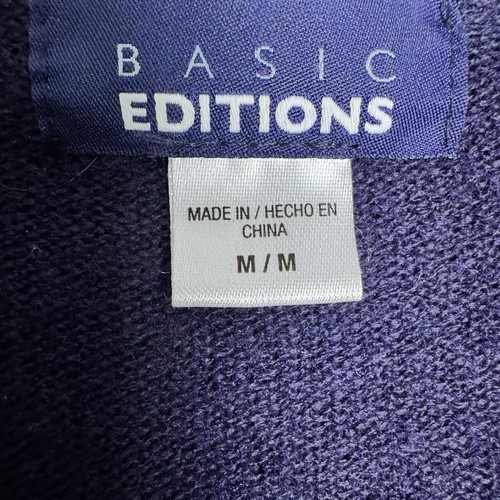 BASIC
EDITIONS
MADE IN / HECHO EN
CHINA
M / M